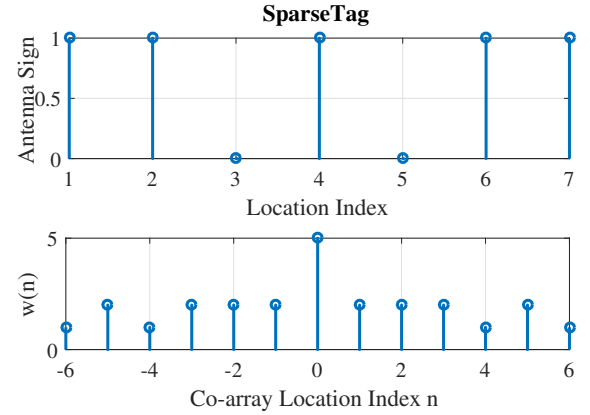 SparseTag
Antenna Sign
1
0.5
0
1 2 3 4 5 6 7
Location Index
w(n)
5
0
-6 -4 -2 0 2 4 6
Co-array Location Index n